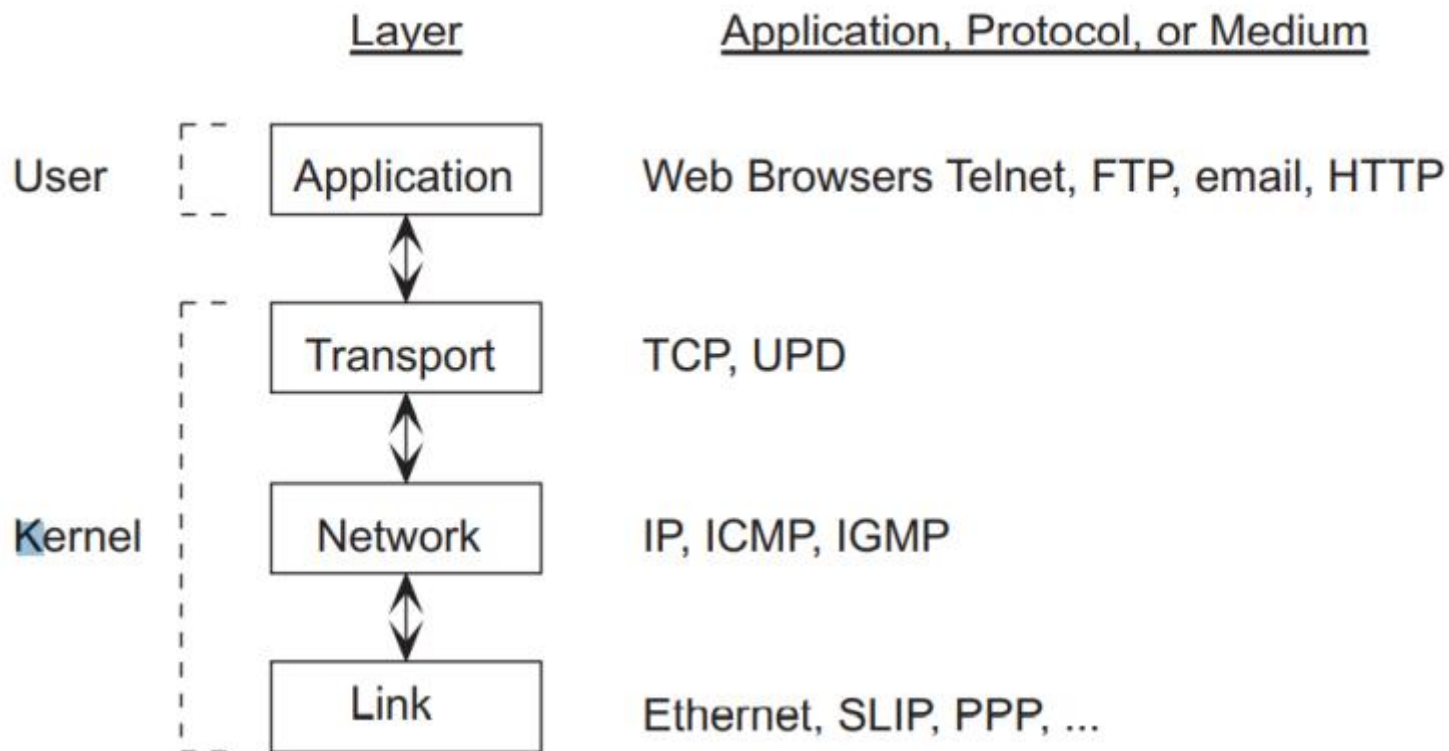 Layer Application, Protocol, or Medium
User Application Web Browsers Telnet, FTP, email, HTTP
Transport TCP, UPD
Kernel Network IP, ICMP, IGMP
Link Ethernet, SLIP, PPP, ...